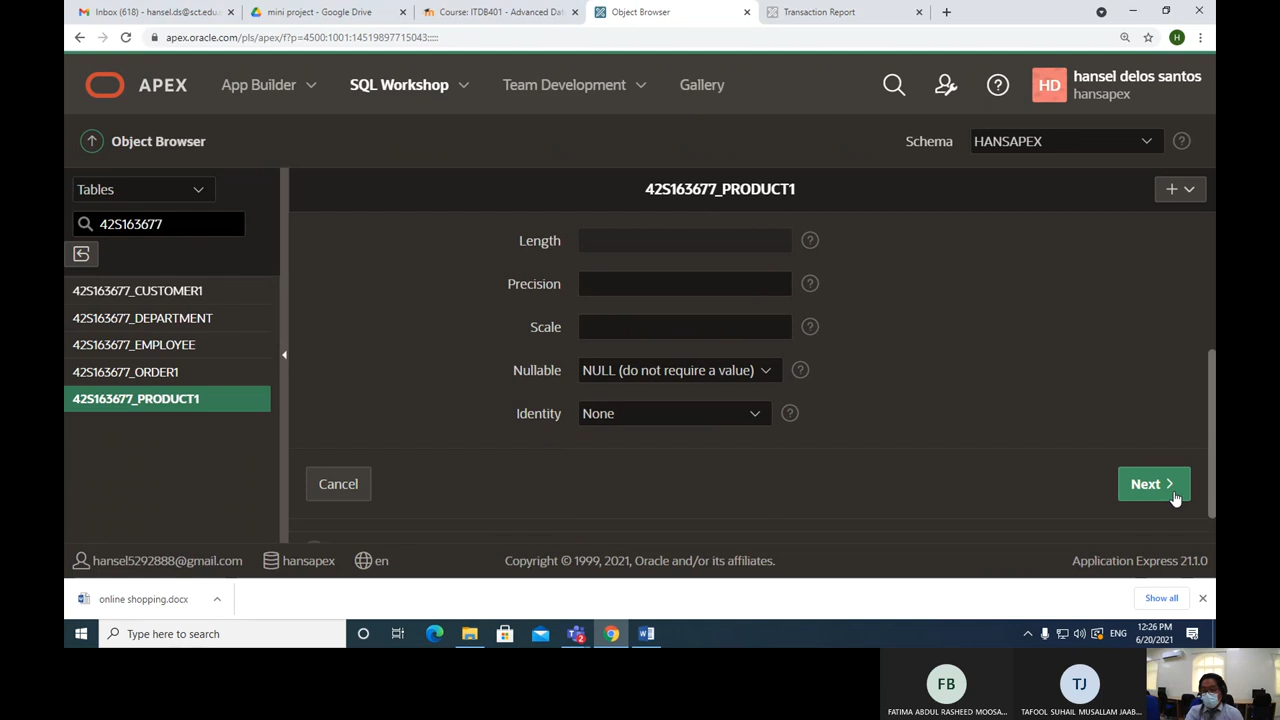 Inbox (618) - hansel.ds@sct.edu
mini project - Google Drive
Course: ITDB401 - Advanced Dat
Object Browser
Transaction Report
apex.oracle.com/pls/apex/f?p=4500:1001:14519897715043:::::
H
APEX
App Builder
SQL Workshop
Team Development
Gallery
HD
hansel delos santos
hansapex
Object Browser
Schema
HANSAPEX
Tables
42S163677
42S163677_CUSTOMER1
42S163677_DEPARTMENT
42S163677_EMPLOYEE
42S163677_ORDER1
42S163677_PRODUCT1
42S163677_PRODUCT1
Length
Precision
Scale
Nullable
NULL (do not require a value)
Identity
None
Cancel
Next
hansel5292888@gmail.com
hansapex
en
Copyright © 1999, 2021, Oracle and/or its affiliates.
Application Express 21.1.0
online shopping.docx
Show all
Type here to search
2
ENG
12:26 PM
6/20/2021
FB
FATIMA ABDUL RASHEED MOOSA...
TJ
TAFOOL SUHAIL MUSALLAM JAAB...